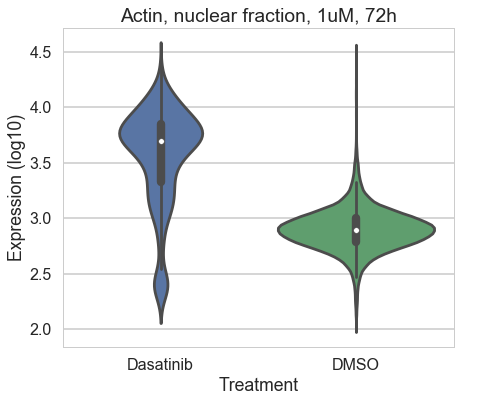 Actin, nuclear fraction, 1uM, 72h
Expression (log10)
4.5
4.0
3.5
3.0
2.5
2.0
Dasatinib DMSO
Treatment